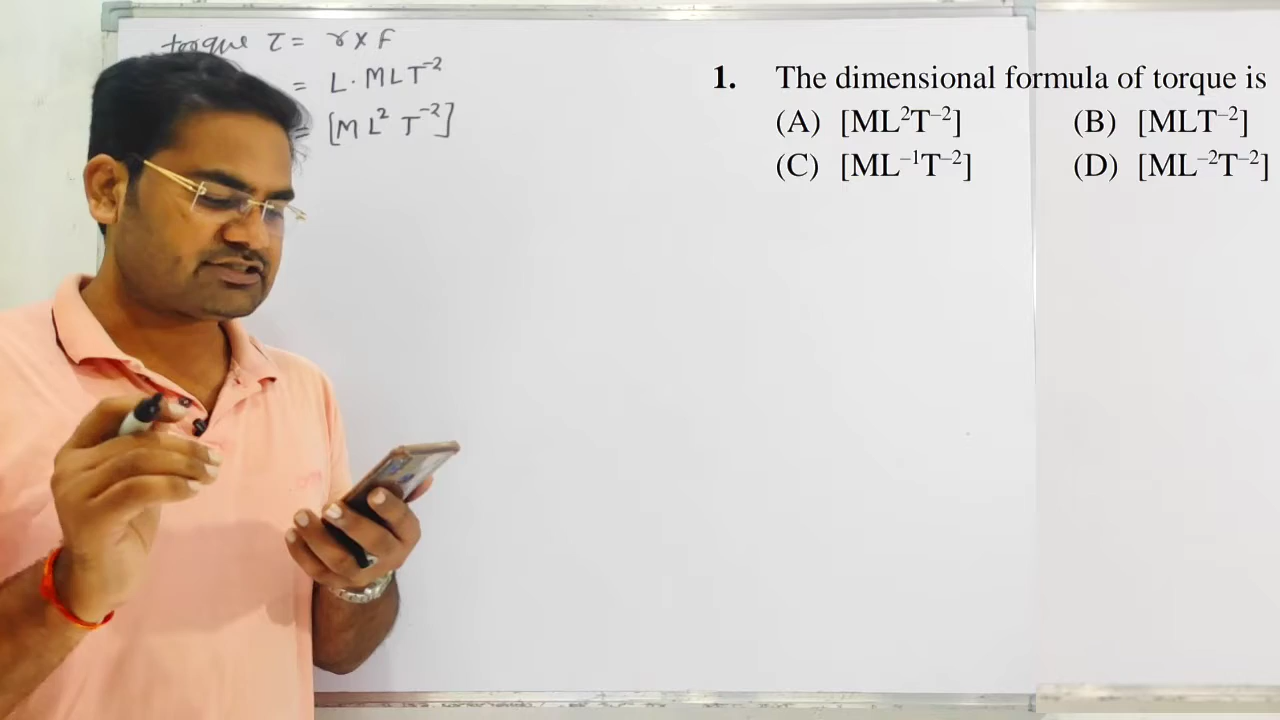 torque τ = r × F
= L · MLT⁻²
= [ML² T⁻²]
1. The dimensional formula of torque is
(A) [ML²T⁻²] (B) [MLT⁻²]
(C) [ML⁻¹T⁻²] (D) [ML⁻²T⁻²]